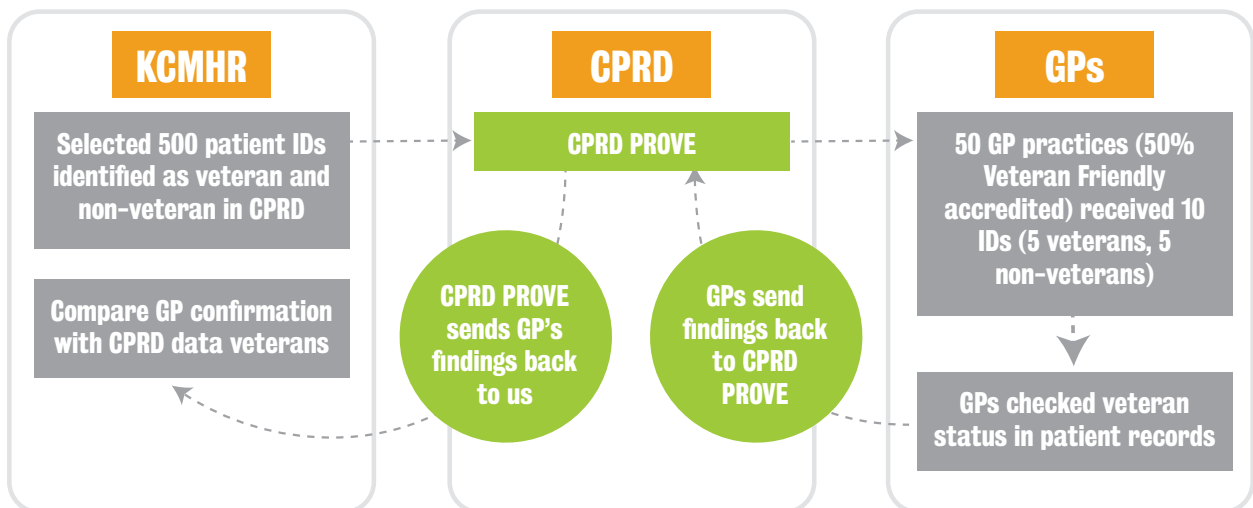 KCMHR
Selected 500 patient IDs
identified as veteran and
non-veteran in CPRD
Compare GP confirmation
with CPRD data veterans
CPRD
CPRD PROVE
CPRD PROVE
sends GP's
findings back
to us
GPs send
findings back
to CPRD
PROVE
GPs
50 GP practices (50%
Veteran Friendly
accredited) received 10
IDs (5 veterans, 5
non-veterans)
GPs checked veteran
status in patient records